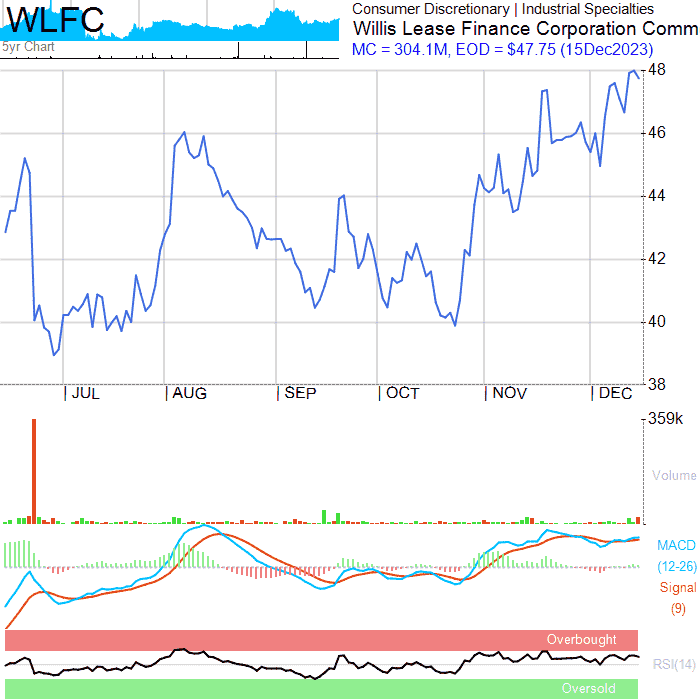 WLFC
5yr Chart
Consumer Discretionary | Industrial Specialties
Willis Lease Finance Corporation Comm
MC = 304.1M, EOD = $47.75 (15Dec2023)
48
46
44
42
40
38
JUL AUG SEP OCT NOV DEC
359k
Volume
MACD
(12-26)
Signal
(9)
Overbought
RSI(14)
Oversold